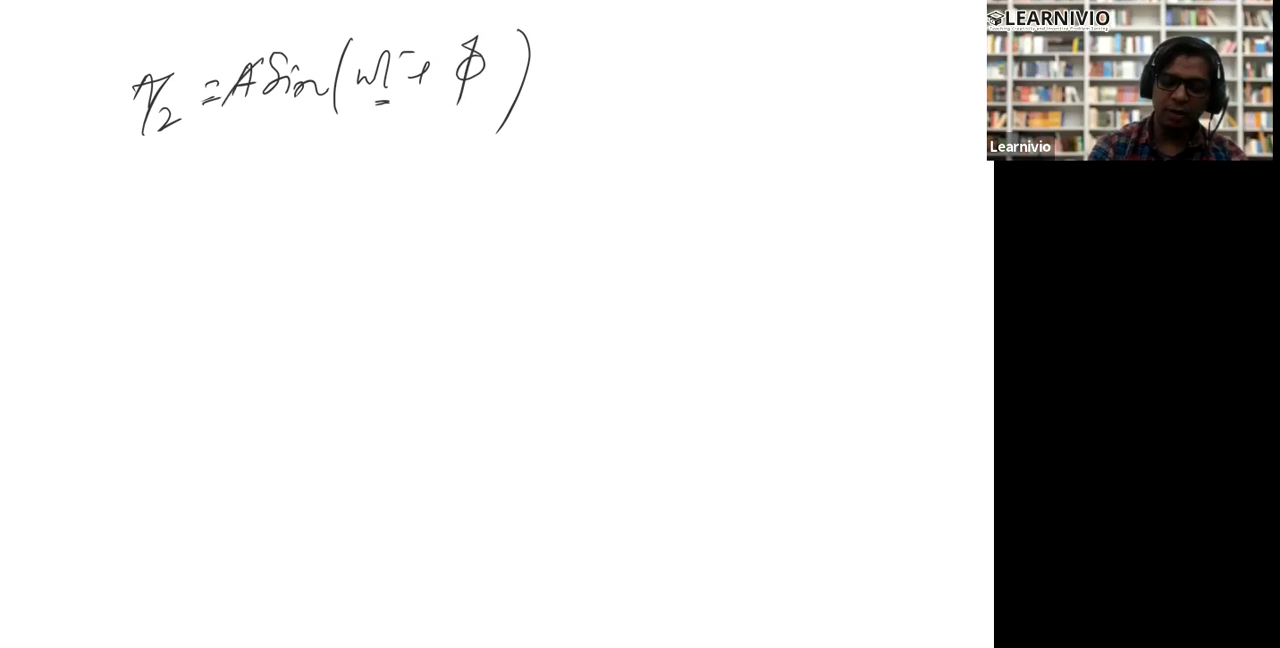 A/2 = A sin(ωt + φ)
LEARNIVIO
Learnivio